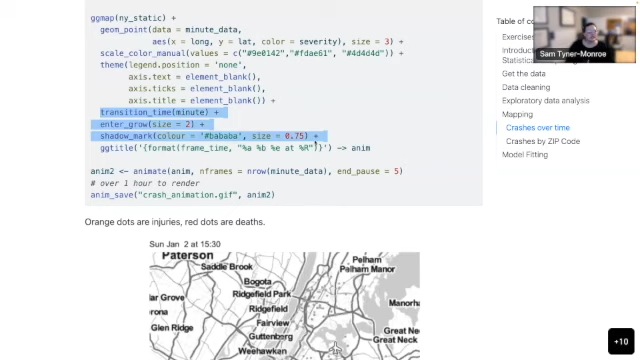 ggmap(ny_static) +
geom_point(data = minute_data,
aes(x = long, y = lat, color = severity), size = 3) +
scale_color_manual(values = c("#9e0142","#fdae61", "#4d4d4d")) +
theme(legend.position = 'none',
axis.text = element_blank(),
axis.ticks = element_blank(),
axis.title = element_blank()) +
transition_time(minute) +
enter_grow(size = 2) +
shadow_mark(colour = '#bababa', size = 0.75) +
ggtitle('{format(frame_time, "%a %b %e at %R")}') -> anim
anim2 <- animate(anim, nframes = nrow(minute_data), end_pause = 5)
# over 1 hour to render
anim_save("crash_animation.gif", anim2)
Orange dots are injuries, red dots are deaths.
Sun Jan 2 at 15:30
Paterson
Saddle Brook
Pelham
Pelham Manor
Bogota
Ridgefield Park
Ridgefield
Fairview
Guttenberg
Weehawken
Glen Ridge
Great Neck
Table of co
Exercises
Statistical
Get the data
Data cleaning
Exploratory data analysis
Mapping
Crashes over time
Crashes by ZIP Code
Model Fitting
Sam Tyner-Monroe
+10